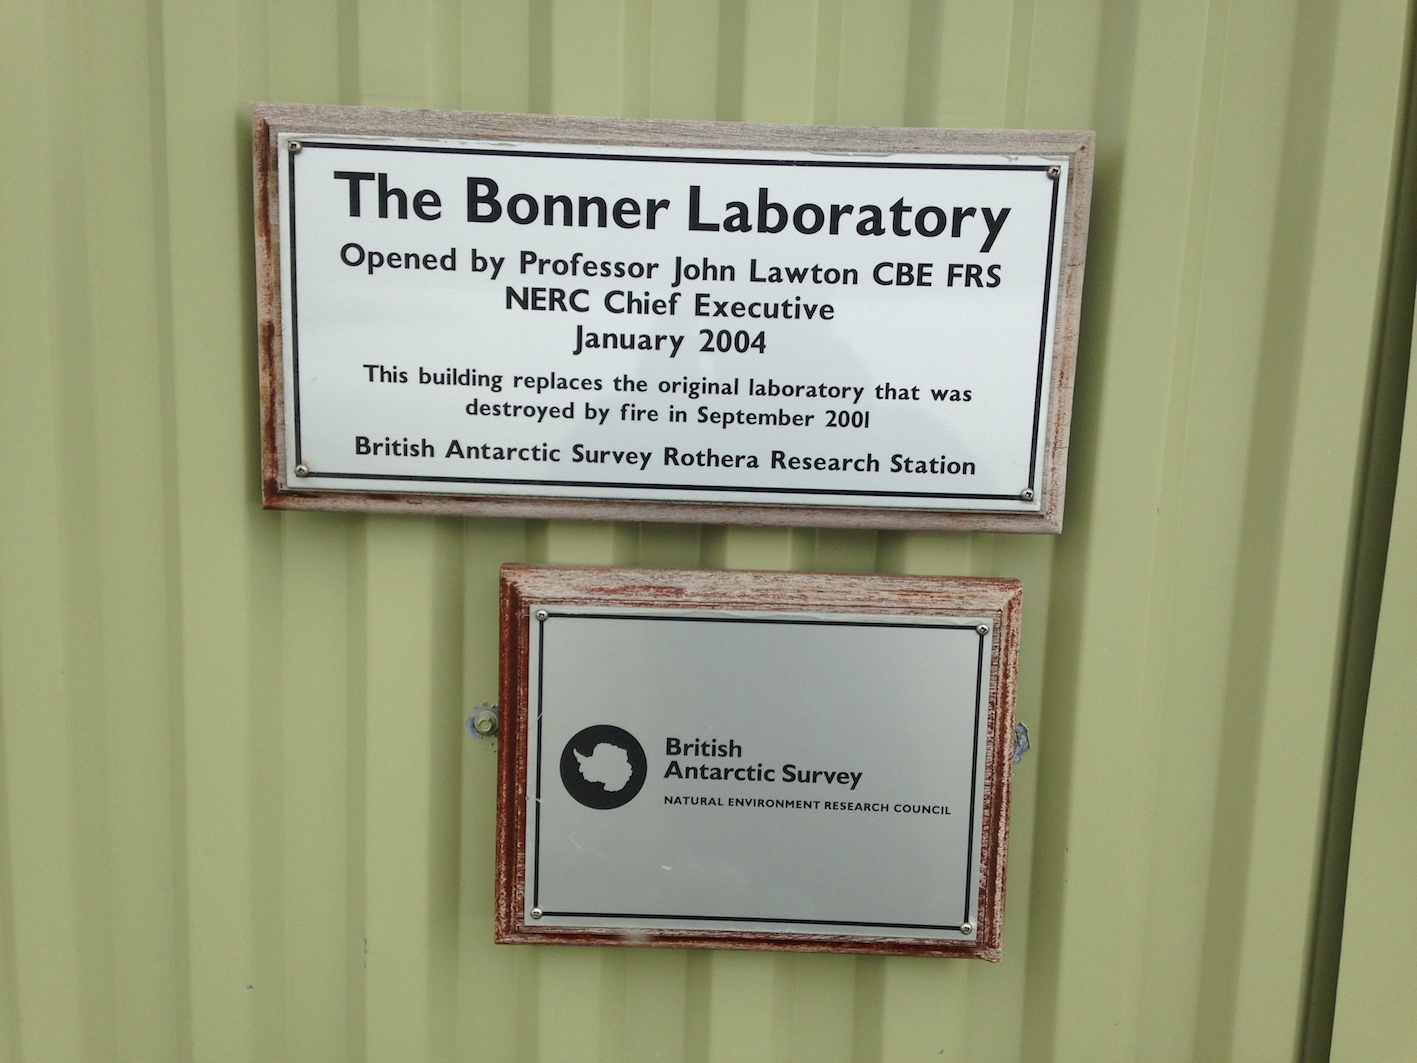 The Bonner Laboratory
Opened by Professor John Lawton CBE FRS
NERC Chief Executive
January 2004
This building replaces the original laboratory that was
destroyed by fire in September 2001
British Antarctic Survey Rothera Research Station
British
Antarctic Survey
NATURAL ENVIRONMENT RESEARCH COUNCIL